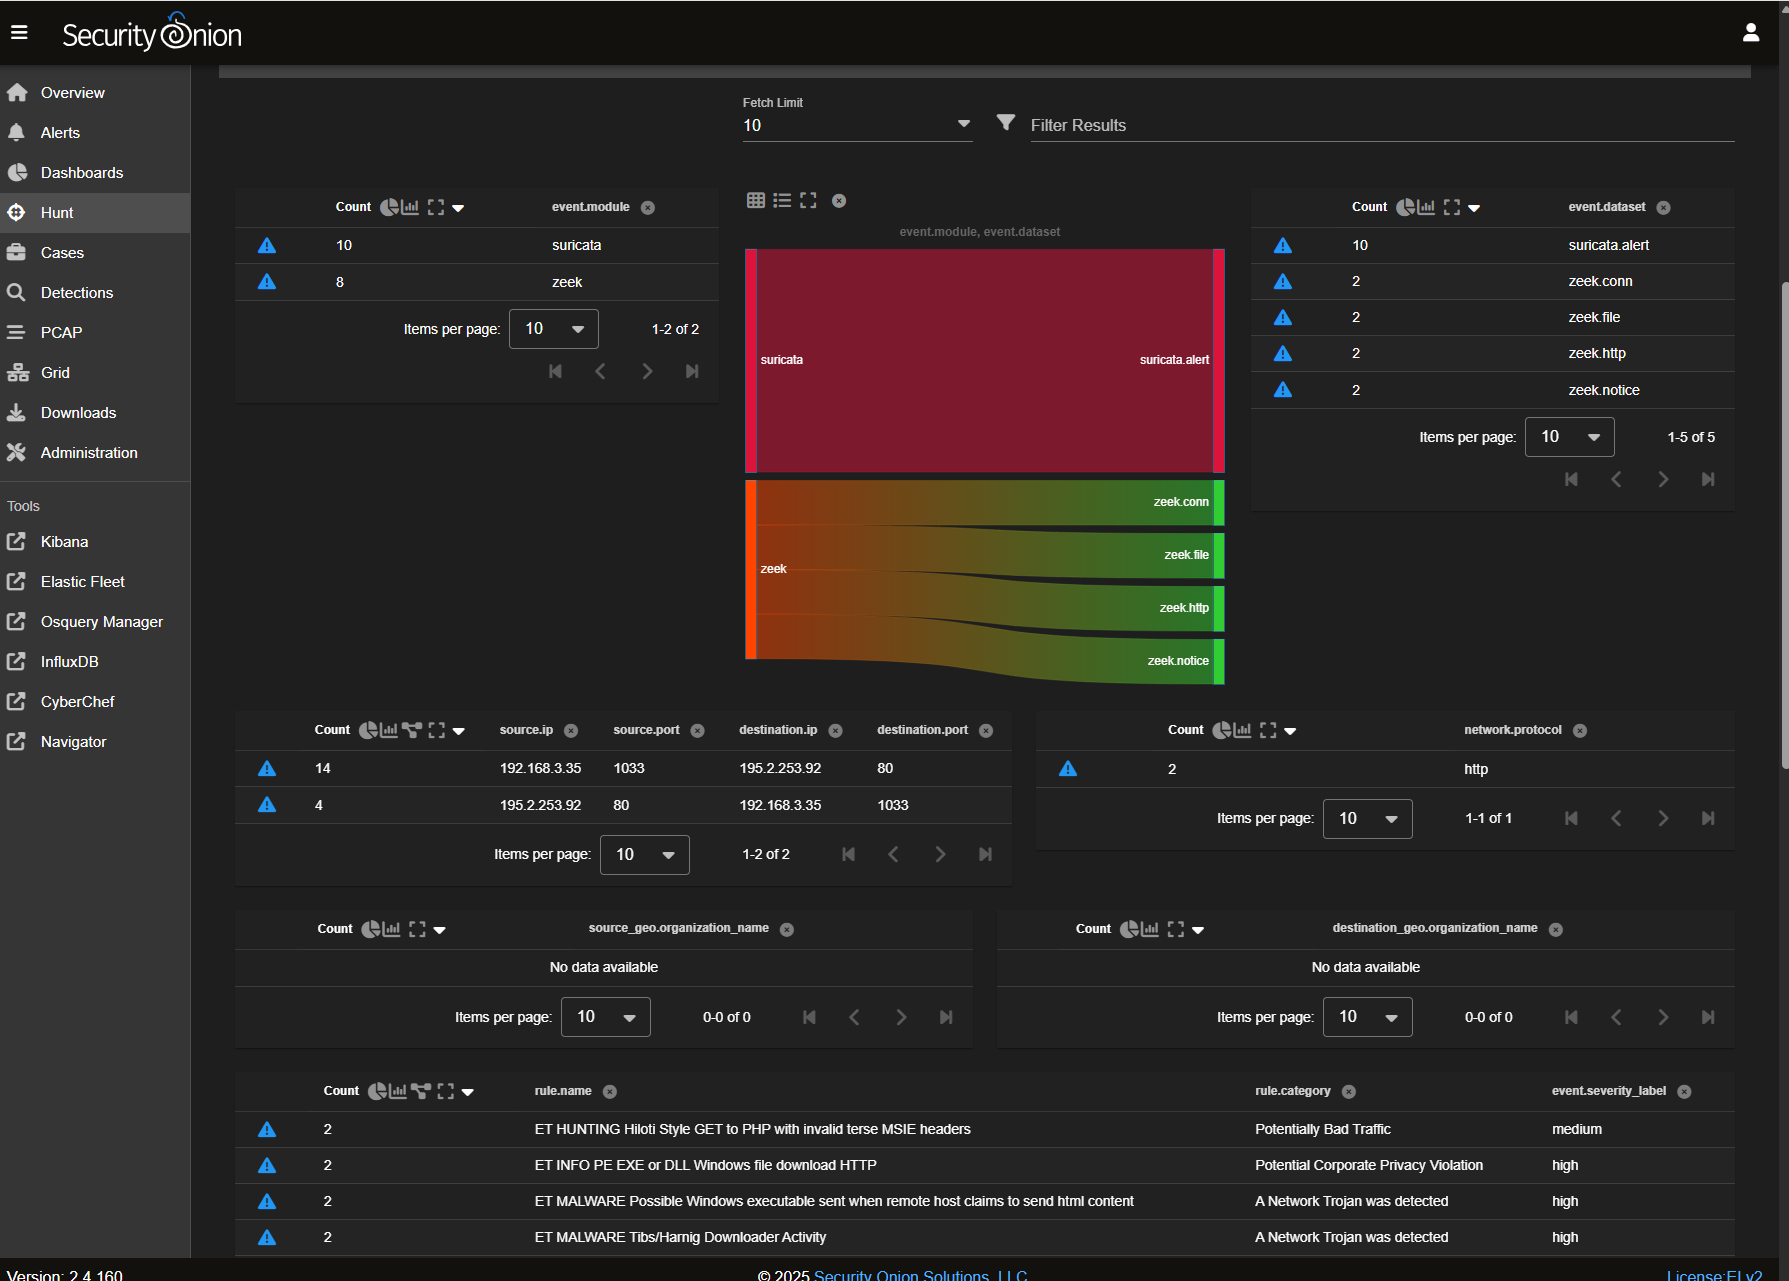 Security Onion
Overview
Alerts
Dashboards
Hunt
Cases
Detections
PCAP
Grid
Downloads
Administration
Tools
Kibana
Elastic Fleet
Osquery Manager
InfluxDB
CyberChef
Navigator
Fetch Limit
10
Filter Results
Count event.module
10 suricata
8 zeek
Items per page: 10 1-2 of 2
event.module, event.dataset
suricata suricata.alert
zeek
zeek.conn
zeek.file
zeek.http
zeek.notice
Count event.dataset
10 suricata.alert
2 zeek.conn
2 zeek.file
2 zeek.http
2 zeek.notice
Items per page: 10 1-5 of 5
Count source.ip source.port destination.ip destination.port
14 192.168.3.35 1033 195.2.253.92 80
4 195.2.253.92 80 192.168.3.35 1033
Items per page: 10 1-2 of 2
Count network.protocol
2 http
Items per page: 10 1-1 of 1
Count source_geo.organization_name
No data available
Items per page: 10 0-0 of 0
Count destination_geo.organization_name
No data available
Items per page: 10 0-0 of 0
Count rule.name rule.category event.severity_label
2 ET HUNTING Hiloti Style GET to PHP with invalid terse MSIE headers Potentially Bad Traffic medium
2 ET INFO PE EXE or DLL Windows file download HTTP Potential Corporate Privacy Violation high
2 ET MALWARE Possible Windows executable sent when remote host claims to send html content A Network Trojan was detected high
2 ET MALWARE Tibs/Harnig Downloader Activity A Network Trojan was detected high
Version: 2.4.160 © 2025 Security Onion Solutions, LLC License:ELv2